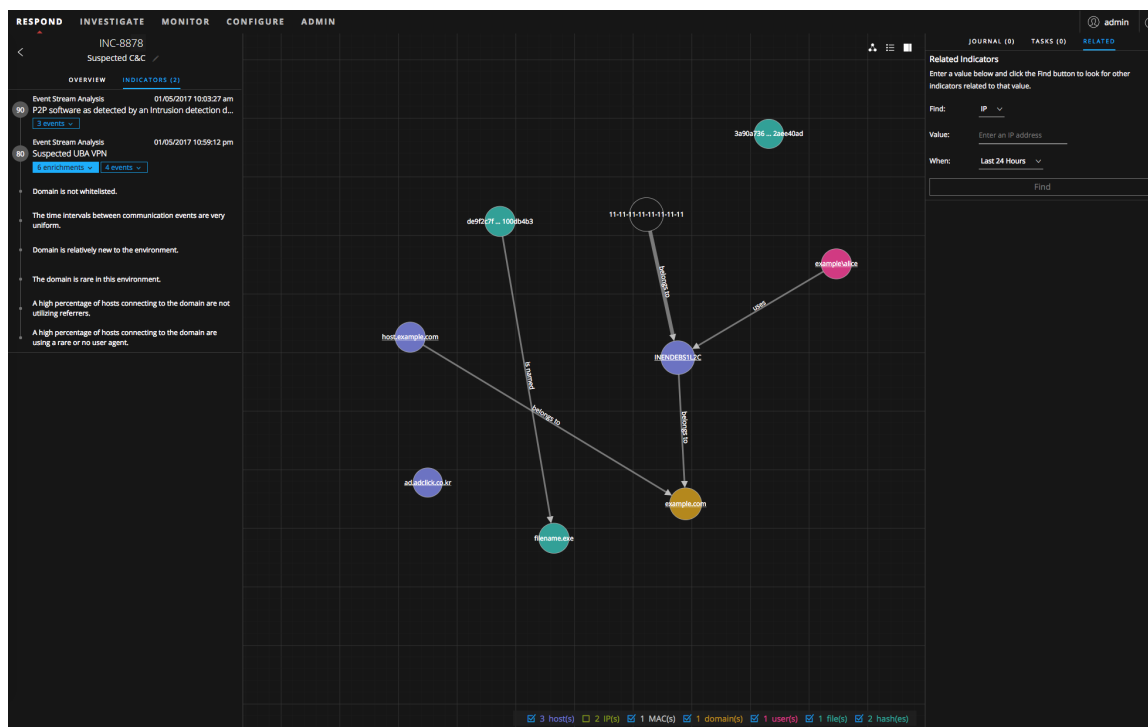 RESPOND INVESTIGATE MONITOR CONFIGURE ADMIN
admin
INC-8878
Suspected C&C
OVERVIEW INDICATORS (2)
Event Stream Analysis 01/05/2017 10:03:27 am
90 P2P software as detected by an Intrusion detection d...
3 events
Event Stream Analysis 01/05/2017 10:59:12 pm
80 Suspected UBA VPN
6 enrichments 4 events
Domain is not whitelisted.
The time intervals between communication events are very
uniform.
Domain is relatively new to the environment.
The domain is rare in this environment.
A high percentage of hosts connecting to the domain are not
utilizing referrers.
A high percentage of hosts connecting to the domain are
using a rare or no user agent.
3a90a736 ... 2aee40ad
de9f2c7f ... 100db4b3
11-11-11-11-11-11-11-11
example\alice
belongs to
uses
host.example.com
INENDEBS1L2C
is named
belongs to
belongs to
ad.adclick.co.kr
example.com
filename.exe
3 host(s) 2 IP(s) 1 MAC(s) 1 domain(s) 1 user(s) 1 file(s) 2 hash(es)
JOURNAL (0) TASKS (0) RELATED
Related Indicators
Enter a value below and click the Find button to look for other
indicators related to that value.
Find: IP
Value: Enter an IP address
When: Last 24 Hours
Find